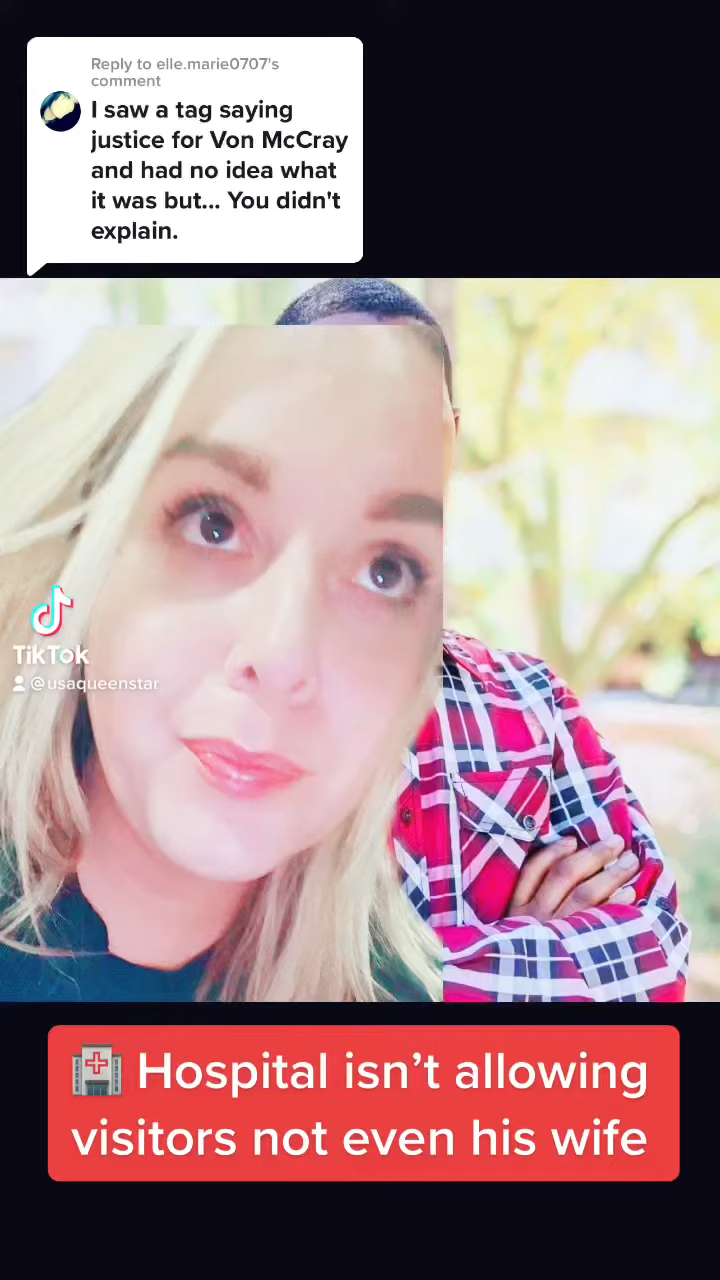 Reply to elle.marie0707's
comment
I saw a tag saying
justice for Von McCray
and had no idea what
it was but... You didn't
explain.
TikTok
@usaqueenstar
🏥 Hospital isn’t allowing
visitors not even his wife